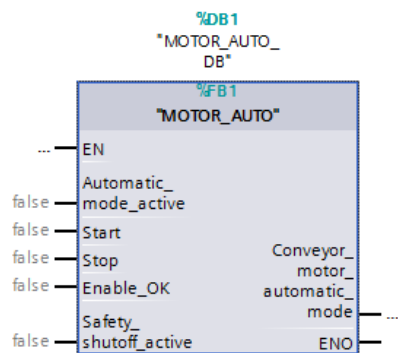 %DB1
"MOTOR_AUTO_
DB"
%FB1
"MOTOR_AUTO"
... EN
Automatic_
false mode_active
false Start
false Stop
false Enable_OK
Safety_
false shutoff_active
Conveyor_
motor_
automatic_
mode ...
ENO